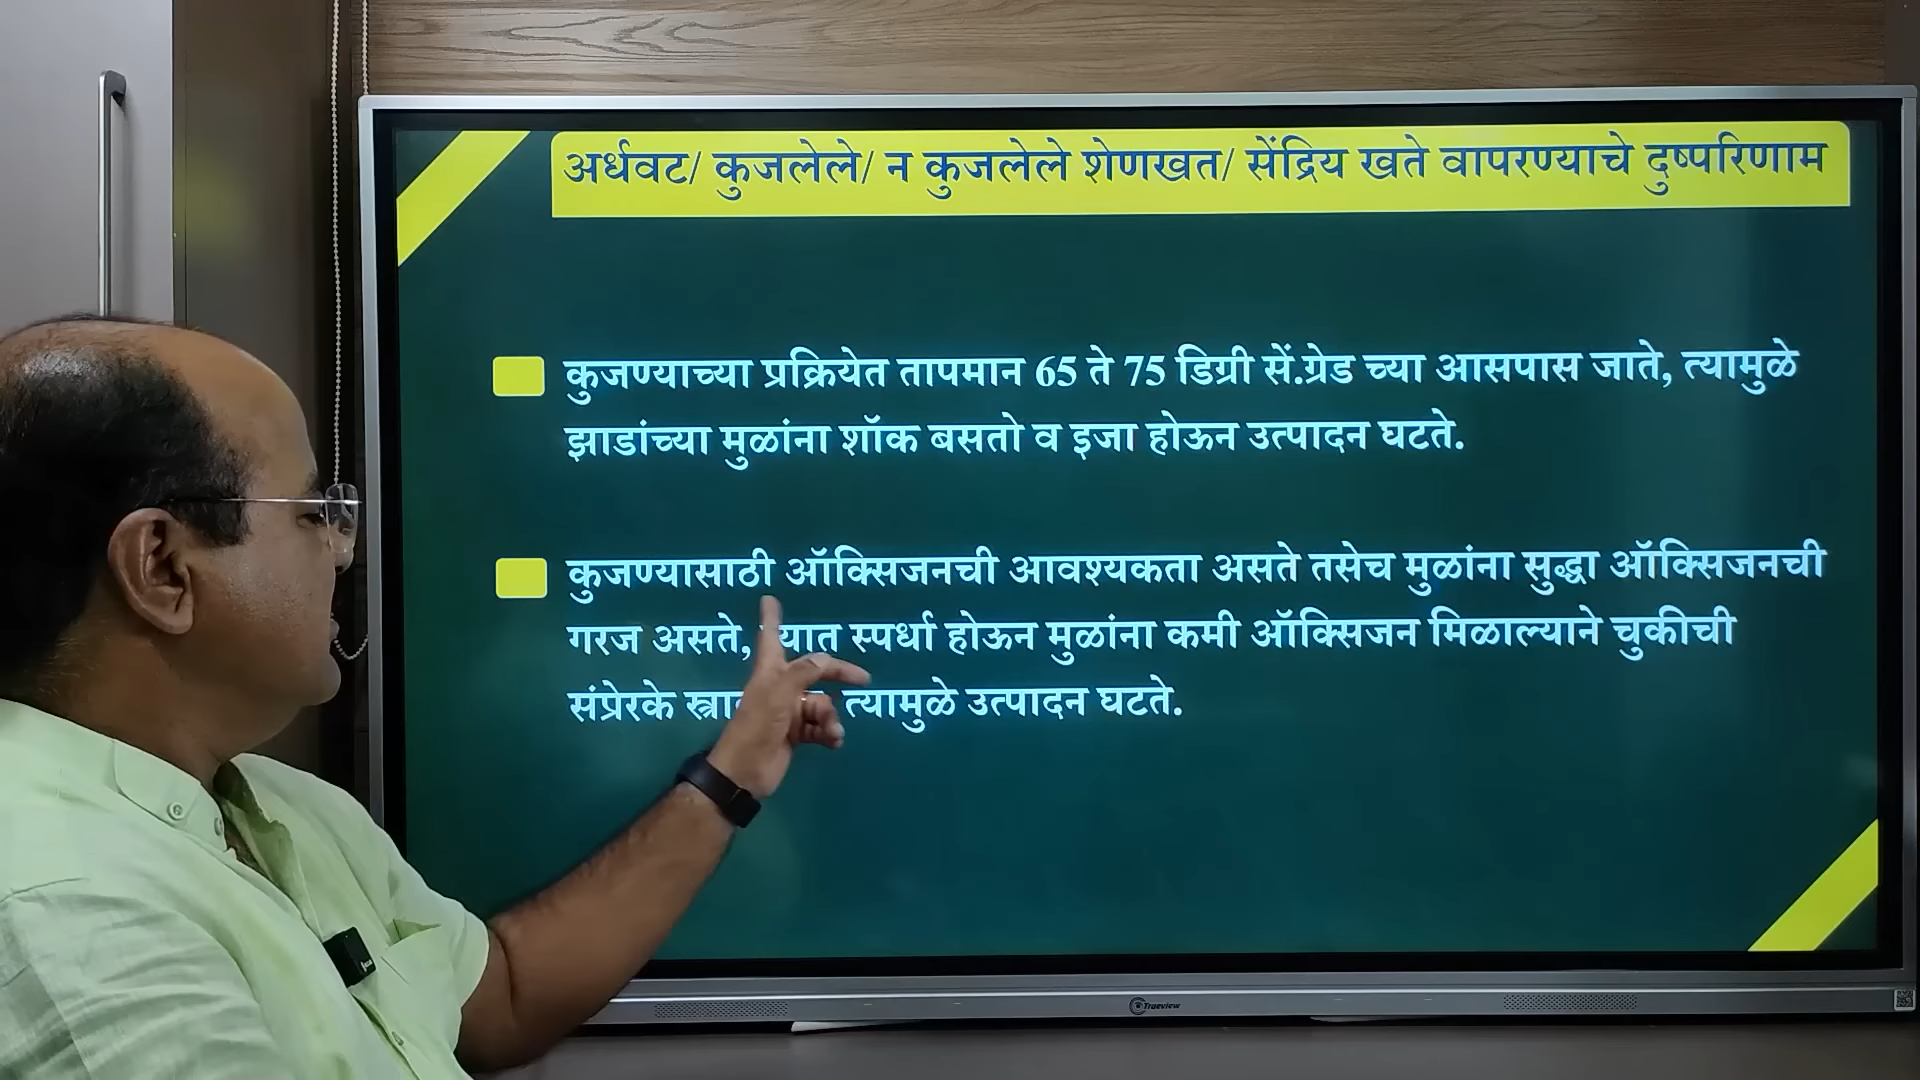 अर्धवट/ कुजलेले/ न कुजलेले शेणखत/ सेंद्रिय खते वापरण्याचे दुष्परिणाम
कुजण्याच्या प्रक्रियेत तापमान 65 ते 75 डिग्री सें.ग्रेड च्या आसपास जाते, त्यामुळे
झाडांच्या मुळांना शॉक बसतो व इजा होऊन उत्पादन घटते.
कुजण्यासाठी ऑक्सिजनची आवश्यकता असते तसेच मुळांना सुद्धा ऑक्सिजनची
गरज असते, स्पर्धा होऊन मुळांना कमी ऑक्सिजन मिळाल्याने चुकीची
संप्रेरके त्यामुळे उत्पादन घटते.
Trueview